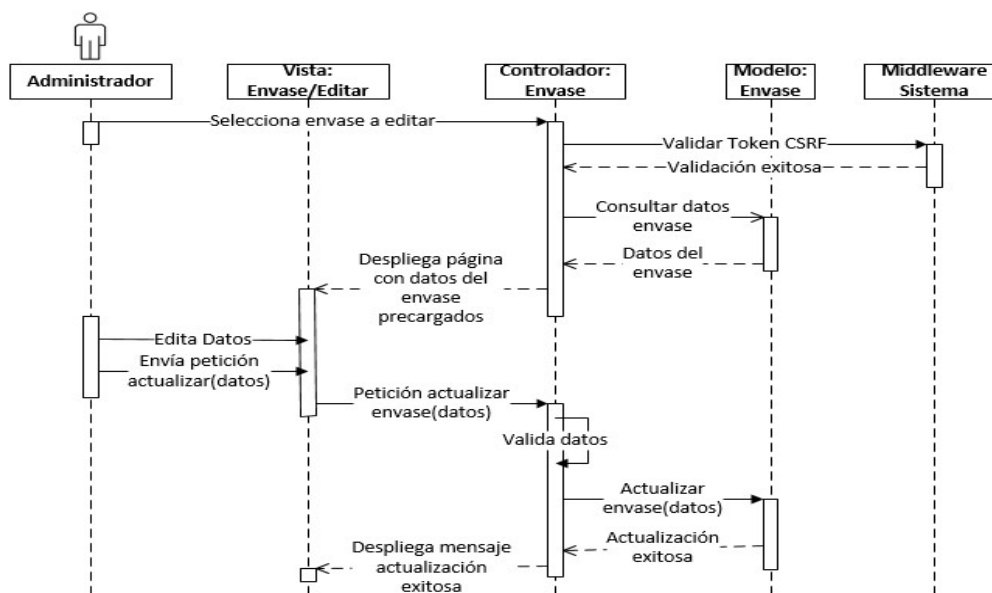 Administrador
Vista:
Envase/Editar
Controlador:
Envase
Modelo:
Envase
Middleware
Sistema
Selecciona envase a editar
Validar Token CSRF
Validación exitosa
Consultar datos
envase
Datos del
envase
Despliega página
con datos del
envase
precargados
Edita Datos
Envía petición
actualizar(datos)
Petición actualizar
envase(datos)
Valida datos
Actualizar
envase(datos)
Actualización
exitosa
Despliega mensaje
actualización
exitosa